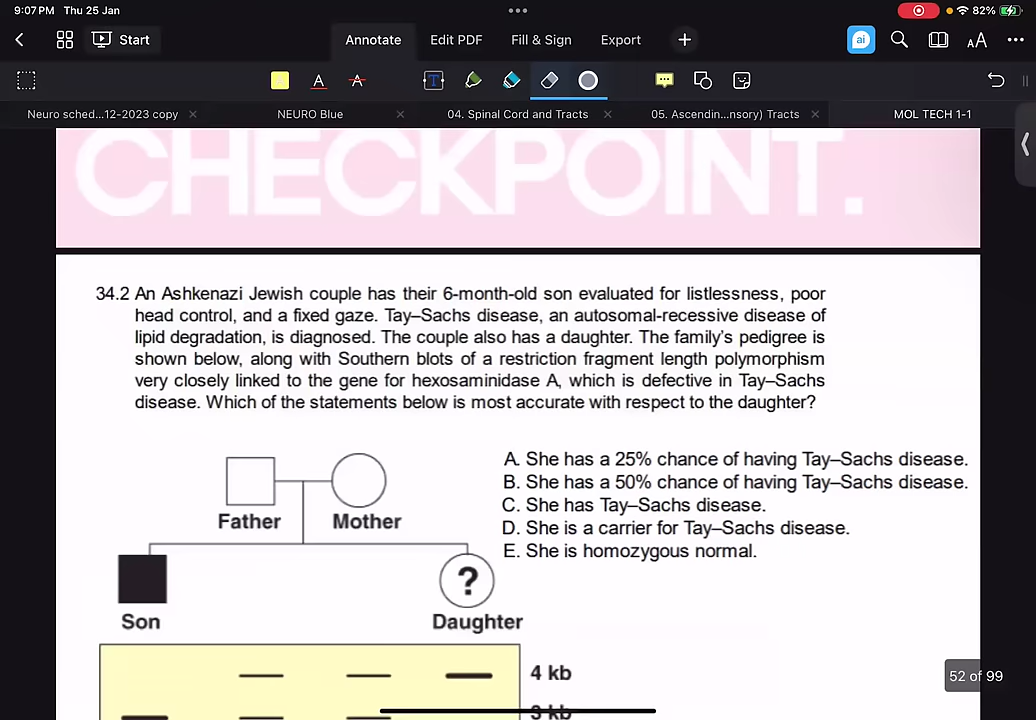 9:07PM Thu 25 Jan
82%
Start
Annotate
Edit PDF
Fill & Sign
Export
ai
AA
T
A
A
Neuro sched...12-2023 copy
NEURO Blue
04. Spinal Cord and Tracts
05. Ascendin...nsory) Tracts
MOL TECH 1-1
CHECKPOINT.
34.2 An Ashkenazi Jewish couple has their 6-month-old son evaluated for listlessness, poor
head control, and a fixed gaze. Tay–Sachs disease, an autosomal-recessive disease of
lipid degradation, is diagnosed. The couple also has a daughter. The family's pedigree is
shown below, along with Southern blots of a restriction fragment length polymorphism
very closely linked to the gene for hexosaminidase A, which is defective in Tay–Sachs
disease. Which of the statements below is most accurate with respect to the daughter?
A. She has a 25% chance of having Tay–Sachs disease.
B. She has a 50% chance of having Tay–Sachs disease.
C. She has Tay–Sachs disease.
D. She is a carrier for Tay–Sachs disease.
E. She is homozygous normal.
Father
Mother
?
Son
Daughter
4 kb
3 kb
52 of 99